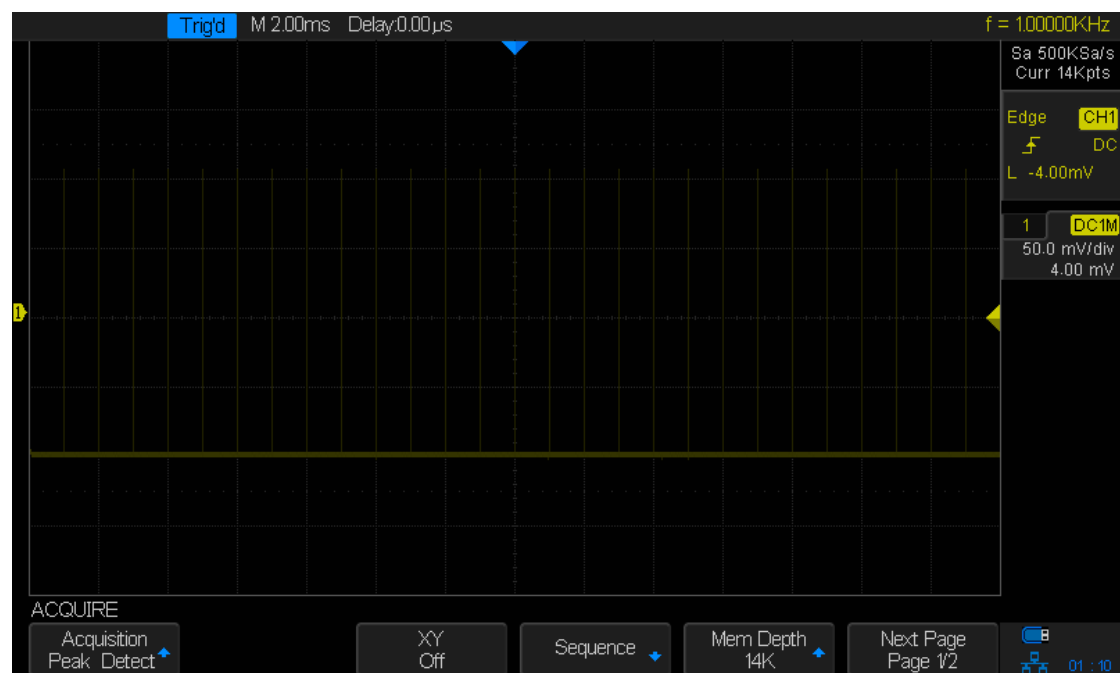 Trig'd M 2.00ms Delay:0.00µs f = 1.00000KHz
Sa 500KSa/s
Curr 14Kpts
Edge CH1
DC
L -4.00mV
1 DC1M
50.0 mV/div
4.00 mV
1
ACQUIRE
Acquisition
Peak Detect
XY
Off
Sequence
Mem Depth
14K
Next Page
Page 1/2
01 : 10